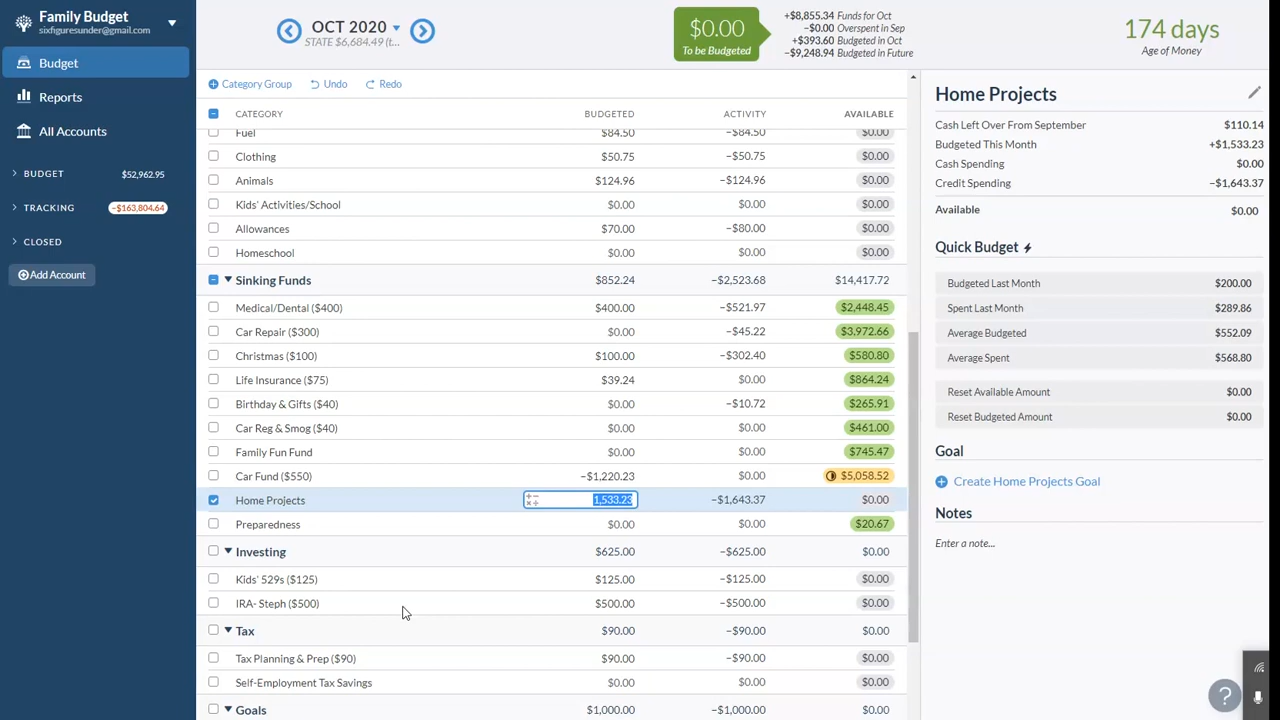 Family Budget
sixfiguresunder@gmail.com
Budget
Reports
All Accounts
BUDGET $52,962.95
TRACKING −$163,804.64
CLOSED
Add Account
OCT 2020
STATE $6,684.49 (t...
$0.00
To be Budgeted
+$8,855.34 Funds for Oct
−$0.00 Overspent in Sep
+$393.60 Budgeted in Oct
−$9,248.94 Budgeted in Future
174 days
Age of Money
Category Group Undo Redo
CATEGORY BUDGETED ACTIVITY AVAILABLE
Fuel $84.50 −$84.50 $0.00
Clothing $50.75 −$50.75 $0.00
Animals $124.96 −$124.96 $0.00
Kids' Activities/School $0.00 $0.00 $0.00
Allowances $70.00 −$80.00 $0.00
Homeschool $0.00 $0.00 $0.00
Sinking Funds $852.24 −$2,523.68 $14,417.72
Medical/Dental ($400) $400.00 −$521.97 $2,448.45
Car Repair ($300) $0.00 −$45.22 $3,972.66
Christmas ($100) $100.00 −$302.40 $580.80
Life Insurance ($75) $39.24 $0.00 $864.24
Birthday & Gifts ($40) $0.00 −$10.72 $265.91
Car Reg & Smog ($40) $0.00 $0.00 $461.00
Family Fun Fund $0.00 $0.00 $745.47
Car Fund ($550) −$1,220.23 $0.00 $5,058.52
Home Projects 1,533.23 −$1,643.37 $0.00
Preparedness $0.00 $0.00 $20.67
Investing $625.00 −$625.00 $0.00
Kids' 529s ($125) $125.00 −$125.00 $0.00
IRA- Steph ($500) $500.00 −$500.00 $0.00
Tax $90.00 −$90.00 $0.00
Tax Planning & Prep ($90) $90.00 −$90.00 $0.00
Self-Employment Tax Savings $0.00 $0.00 $0.00
Goals $1,000.00 −$1,000.00 $0.00
Home Projects
Cash Left Over From September $110.14
Budgeted This Month +$1,533.23
Cash Spending $0.00
Credit Spending −$1,643.37
Available $0.00
Quick Budget
Budgeted Last Month $200.00
Spent Last Month $289.86
Average Budgeted $552.09
Average Spent $568.80
Reset Available Amount $0.00
Reset Budgeted Amount $0.00
Goal
Create Home Projects Goal
Notes
Enter a note...
?